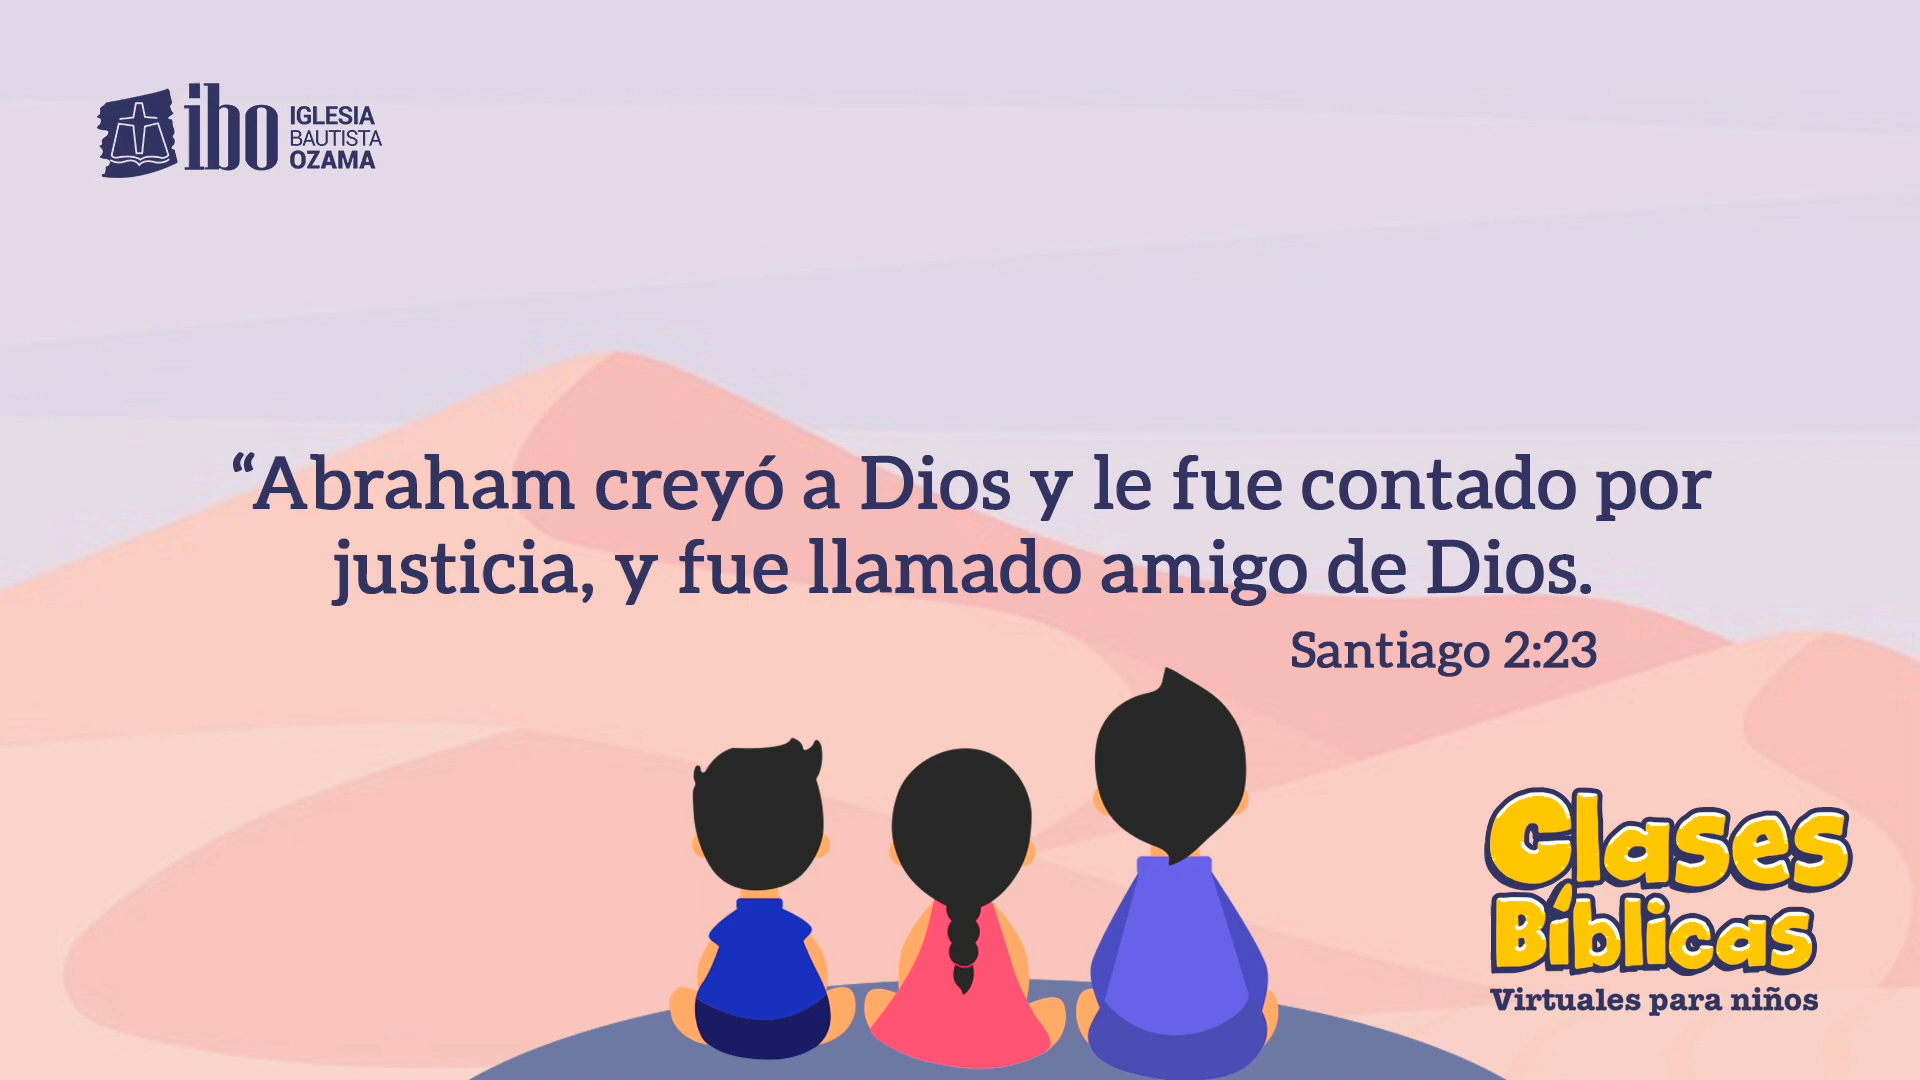 ibo
IGLESIA
BAUTISTA
OZAMA
“Abraham creyó a Dios y le fue contado por
justicia, y fue llamado amigo de Dios.
Santiago 2:23
Clases
Bíblicas
Virtuales para niños